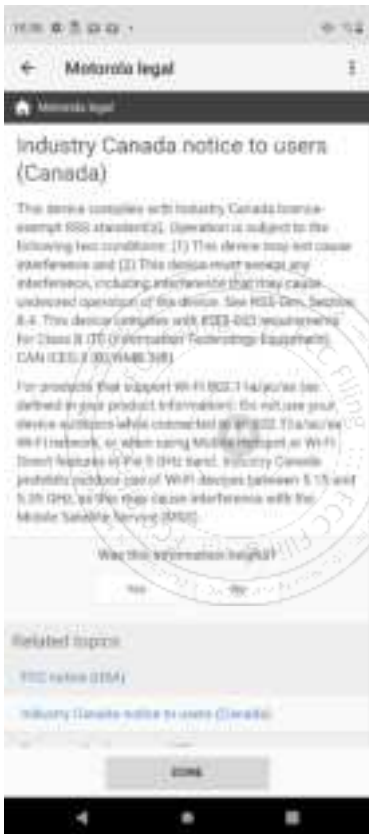 Motorola legal
Motorola legal
Industry Canada notice to users
(Canada)
This device complies with Industry Canada licence-
exempt RSS standard(s). Operation is subject to the
following two conditions: (1) This device may not cause
interference and (2) This device must accept any
interference, including interference that may cause
undesired operation of the device. See RSS-Gen, Section
8.4. This device complies with ICES-003 requirements
for Class B ITE (Information Technology Equipment).
For products that support Wi-Fi 802.11a/ac/ax (as
defined in your product information): Do not use your
device outdoors while connected to an 802.11a/ac/ax
Wi-Fi network, or when using Mobile Hotspot or Wi-Fi
Direct features in the 5 GHz band. Industry Canada
prohibits outdoor use of Wi-Fi devices between 5.15 and
5.35 GHz, as this may cause interference with the
Mobile Satellite Service (MSS).
Was this information helpful?
Yes No
Related topics
FCC notice (USA)
Industry Canada notice to users (Canada)
DONE
FCC Filing